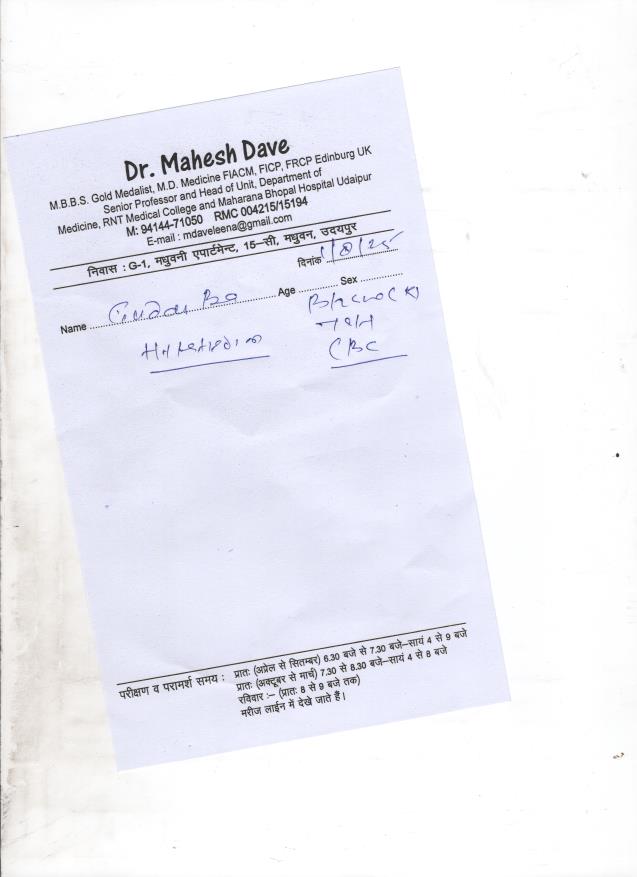 Dr. Mahesh Dave
M.B.B.S. Gold Medalist, M.D. Medicine FIACM, FICP, FRCP Edinburg UK
Senior Professor and Head of Unit, Department of
Medicine, RNT Medical College and Maharana Bhopal Hospital Udaipur
M: 94144-71050 RMC 004215/15194
E-mail : mdaveleena@gmail.com
निवास : G-1, मधुवनी एपार्टमेन्ट, 15–सी, मधुवन, उदयपुर
दिनांक 1/8/25
Name ........ Age ........ Sex ........
CBC
परीक्षण व परामर्श समय : प्रातः (अप्रेल से सितम्बर) 6.30 बजे से 7.30 बजे–सायं 4 से 9 बजे
प्रातः (अक्टूबर से मार्च) 7.30 से 8.30 बजे–सायं 4 से 8 बजे
रविवार :– (प्रातः 8 से 9 बजे तक)
मरीज लाईन में देखे जाते हैं।